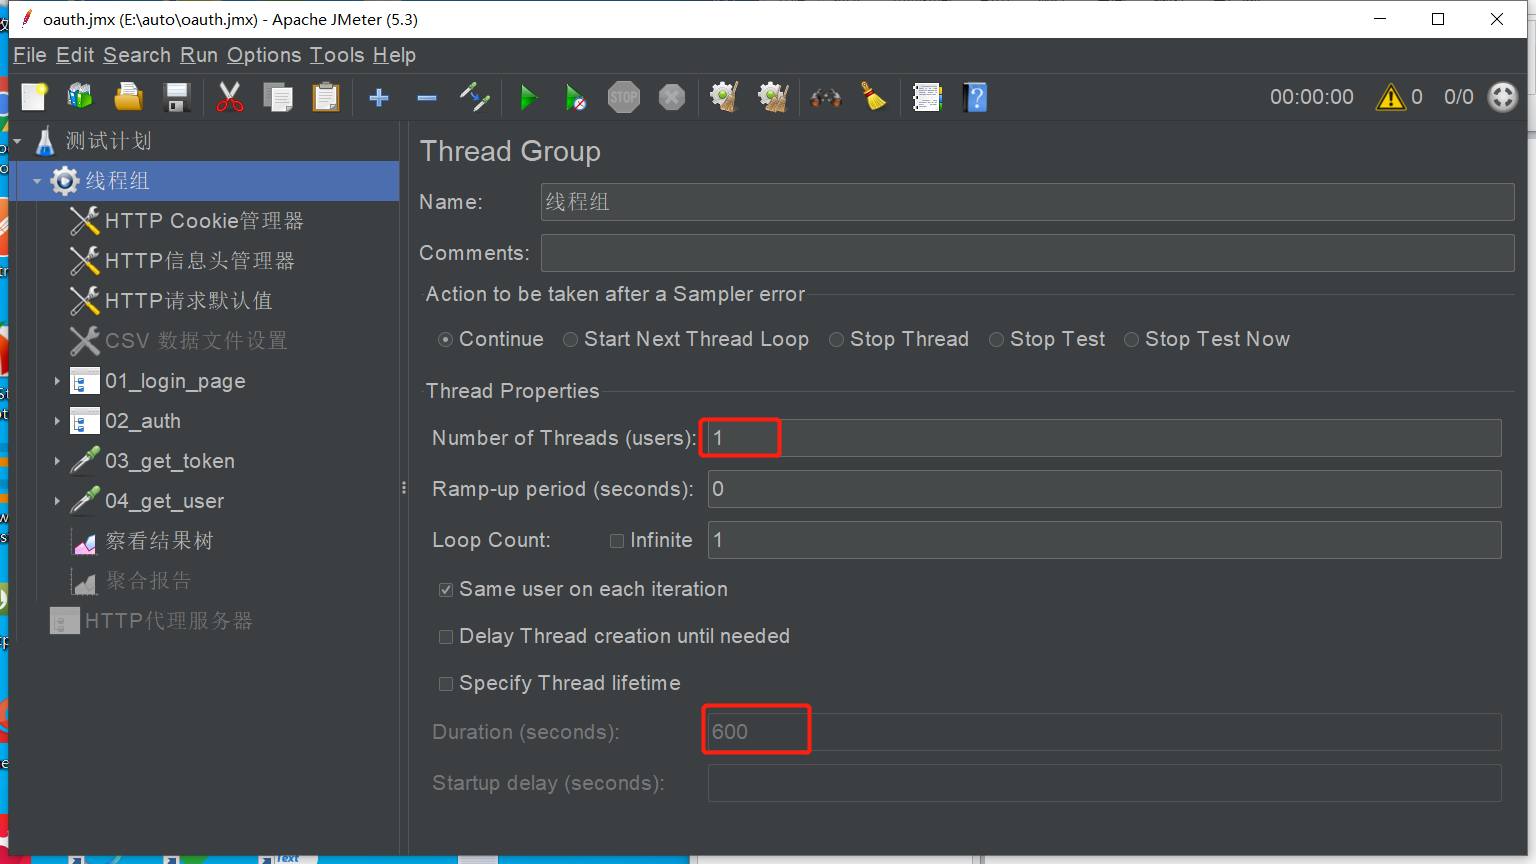 oauth.jmx (E:\auto\oauth.jmx) - Apache JMeter (5.3)
File Edit Search Run Options Tools Help
STOP
00:00:00 0 0/0
测试计划
线程组
HTTP Cookie管理器
HTTP信息头管理器
HTTP请求默认值
CSV 数据文件设置
01_login_page
02_auth
03_get_token
04_get_user
察看结果树
聚合报告
HTTP代理服务器
Thread Group
Name: 线程组
Comments:
Action to be taken after a Sampler error
Continue Start Next Thread Loop Stop Thread Stop Test Stop Test Now
Thread Properties
Number of Threads (users): 1
Ramp-up period (seconds): 0
Loop Count: Infinite 1
Same user on each iteration
Delay Thread creation until needed
Specify Thread lifetime
Duration (seconds): 600
Startup delay (seconds):
Text